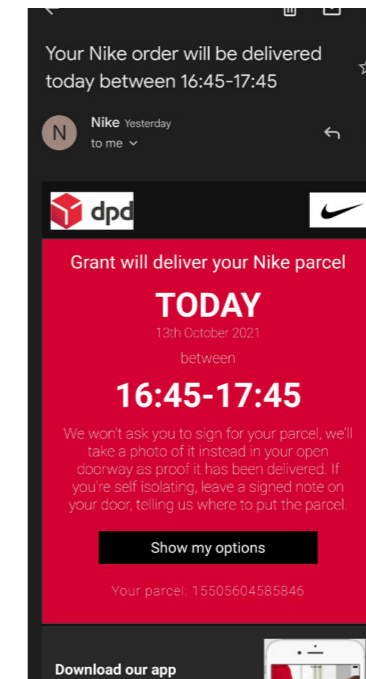 Your Nike order will be delivered
today between 16:45-17:45
N
Nike Yesterday
to me
dpd
Grant will deliver your Nike parcel
TODAY
13th October 2021
between
16:45-17:45
We won't ask you to sign for your parcel, we'll
take a photo of it instead in your open
doorway as proof it has been delivered. If
you're self isolating, leave a signed note on
your door, telling us where to put the parcel.
Show my options
Your parcel: 15505604585846
Download our app